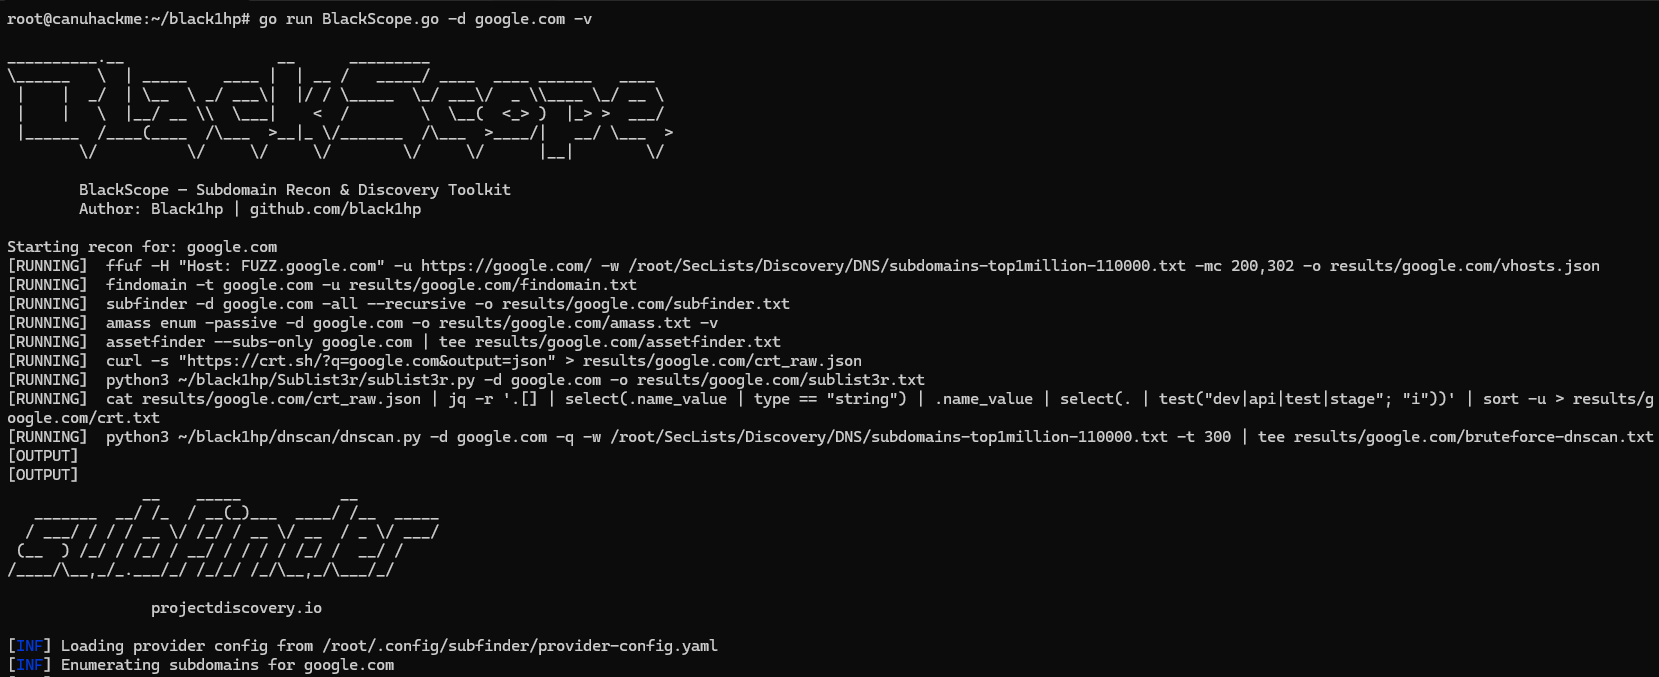 root@canuhackme:~/black1hp# go run BlackScope.go -d google.com -v
BlackScope
BlackScope — Subdomain Recon & Discovery Toolkit
Author: Black1hp | github.com/black1hp
Starting recon for: google.com
[RUNNING]  ffuf -H "Host: FUZZ.google.com" -u https://google.com/ -w /root/SecLists/Discovery/DNS/subdomains-top1million-110000.txt -mc 200,302 -o results/google.com/vhosts.json
[RUNNING]  findomain -t google.com -u results/google.com/findomain.txt
[RUNNING]  subfinder -d google.com -all --recursive -o results/google.com/subfinder.txt
[RUNNING]  amass enum -passive -d google.com -o results/google.com/amass.txt -v
[RUNNING]  assetfinder --subs-only google.com | tee results/google.com/assetfinder.txt
[RUNNING]  curl -s "https://crt.sh/?q=google.com&output=json" > results/google.com/crt_raw.json
[RUNNING]  python3 ~/black1hp/Sublist3r/sublist3r.py -d google.com -o results/google.com/sublist3r.txt
[RUNNING]  cat results/google.com/crt_raw.json | jq -r '.[] | select(.name_value | type == "string") | .name_value | select(. | test("dev|api|test|stage"; "i"))' | sort -u > results/g
oogle.com/crt.txt
[RUNNING]  python3 ~/black1hp/dnscan/dnscan.py -d google.com -q -w /root/SecLists/Discovery/DNS/subdomains-top1million-110000.txt -t 300 | tee results/google.com/bruteforce-dnscan.txt
[OUTPUT]
[OUTPUT]
subfinder
projectdiscovery.io
[INF] Loading provider config from /root/.config/subfinder/provider-config.yaml
[INF] Enumerating subdomains for google.com